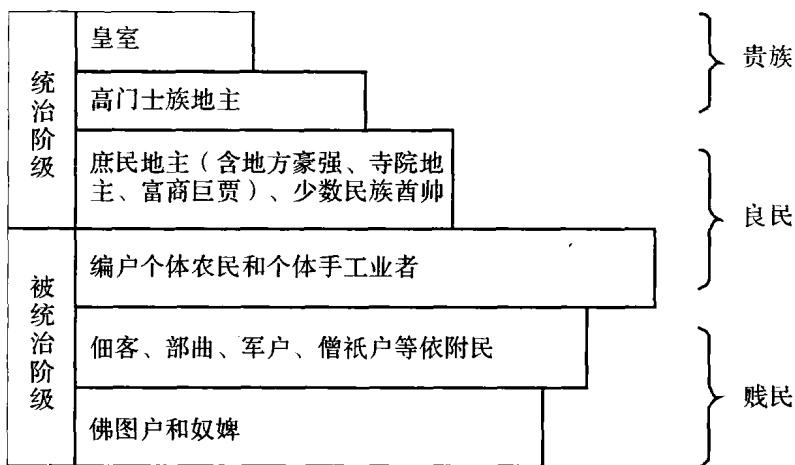 统治阶级
皇室
高门士族地主
庶民地主（含地方豪强、寺院地
主、富商巨贾）、少数民族酋帅
被统治阶级
编户个体农民和个体手工业者
佃客、部曲、军户、僧祇户等依附民
佛图户和奴婢
贵族
良民
贱民